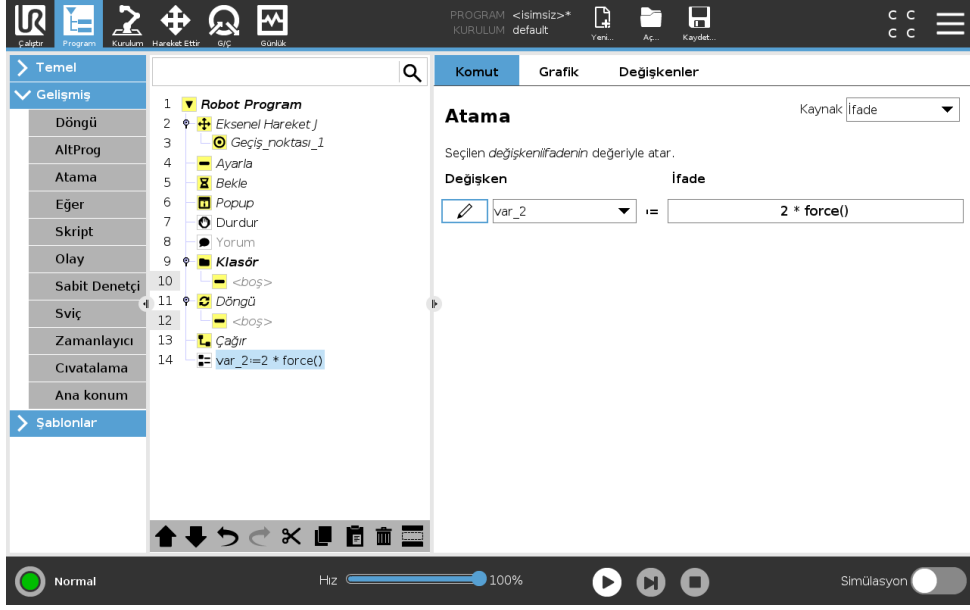 PROGRAM <isimsiz>*
KURULUM default
C C
C C
Çalıştır
Program
Kurulum
Hareket Ettir
G/Ç
Günlük
Yeni...
Aç...
Kaydet...
Temel
Gelişmiş
Döngü
AltProg
Atama
Eğer
Skript
Olay
Sabit Denetçi
Sviç
Zamanlayıcı
Cıvatalama
Ana konum
Şablonlar
1 Robot Program
2 Eksenel Hareket J
3 Geçiş_noktası_1
4 Ayarla
5 Bekle
6 Popup
7 Durdur
8 Yorum
9 Klasör
10 <boş>
11 Döngü
12 <boş>
13 Çağır
14 var_2:=2 * force()
Komut
Grafik
Değişkenler
Atama
Kaynak İfade
Seçilen değişkeniifadenin değeriyle atar.
Değişken
İfade
var_2
:=
2 * force()
Normal
Hız
100%
Simülasyon